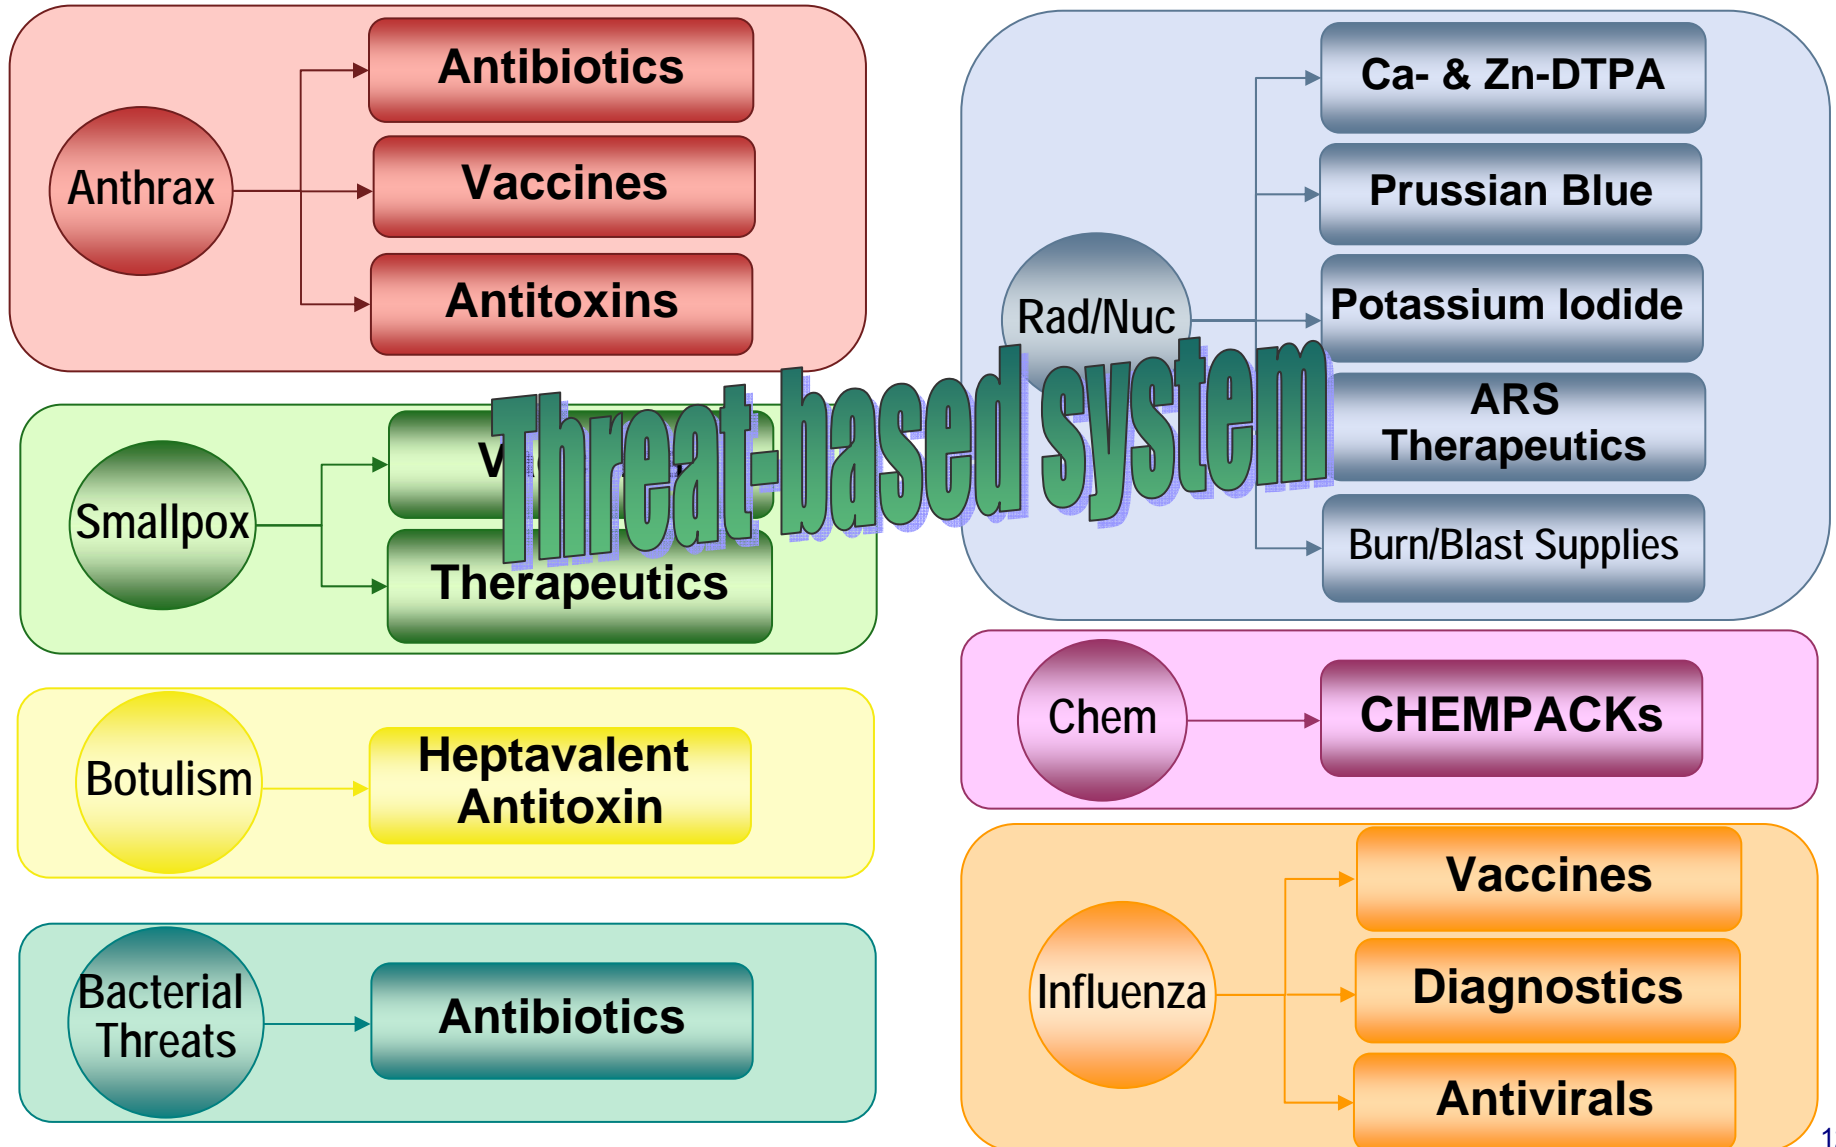 Anthrax
Antibiotics
Vaccines
Antitoxins
Smallpox
Therapeutics
Botulism
Heptavalent
Antitoxin
Bacterial
Threats
Antibiotics
Threat-based system
Rad/Nuc
Ca- & Zn-DTPA
Prussian Blue
Potassium Iodide
ARS
Therapeutics
Burn/Blast Supplies
Chem
CHEMPACKs
Influenza
Vaccines
Diagnostics
Antivirals